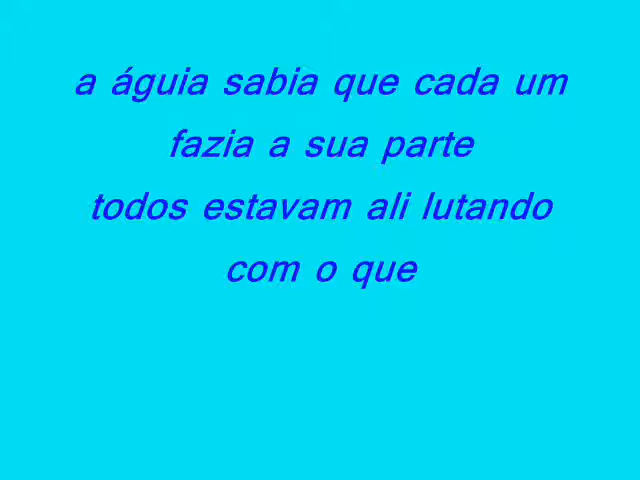 a águia sabia que cada um
fazia a sua parte
todos estavam ali lutando
com o que